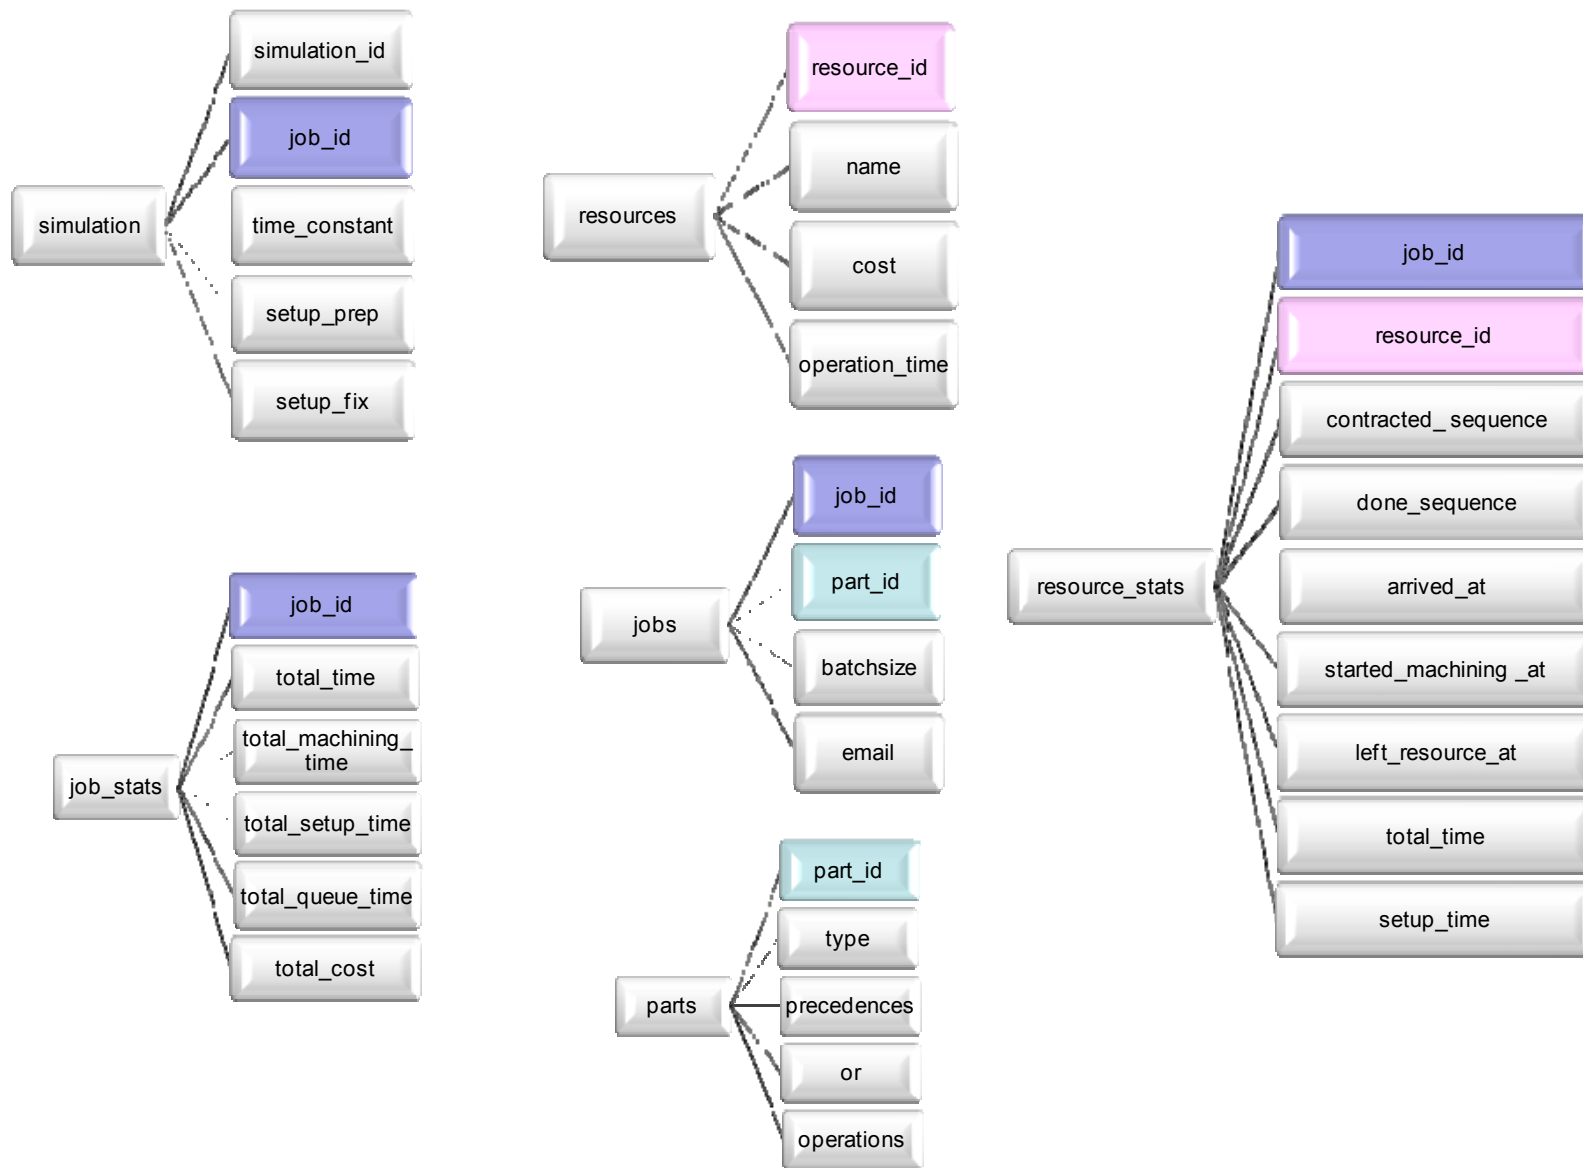 simulation
simulation_id
job_id
time_constant
setup_prep
setup_fix
resources
resource_id
name
cost
operation_time
job_stats
job_id
total_time
total_machining_
time
total_setup_time
total_queue_time
total_cost
jobs
job_id
part_id
batchsize
email
parts
part_id
type
precedences
or
operations
resource_stats
job_id
resource_id
contracted_ sequence
done_sequence
arrived_at
started_machining _at
left_resource_at
total_time
setup_time